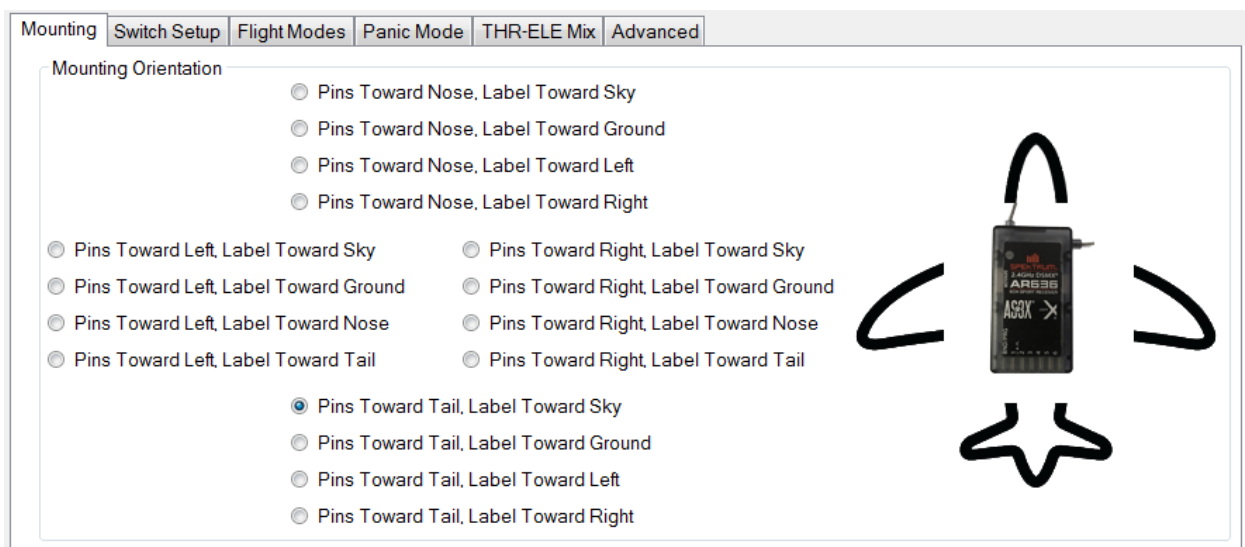 Mounting Switch Setup Flight Modes Panic Mode THR-ELE Mix Advanced
Mounting Orientation
Pins Toward Nose, Label Toward Sky
Pins Toward Nose, Label Toward Ground
Pins Toward Nose, Label Toward Left
Pins Toward Nose, Label Toward Right
Pins Toward Left, Label Toward Sky
Pins Toward Left, Label Toward Ground
Pins Toward Left, Label Toward Nose
Pins Toward Left, Label Toward Tail
Pins Toward Right, Label Toward Sky
Pins Toward Right, Label Toward Ground
Pins Toward Right, Label Toward Nose
Pins Toward Right, Label Toward Tail
Pins Toward Tail, Label Toward Sky
Pins Toward Tail, Label Toward Ground
Pins Toward Tail, Label Toward Left
Pins Toward Tail, Label Toward Right
SPEKTRUM
2.4GHz DSMX
AR636
6CH SPORT RECEIVER
AS3X